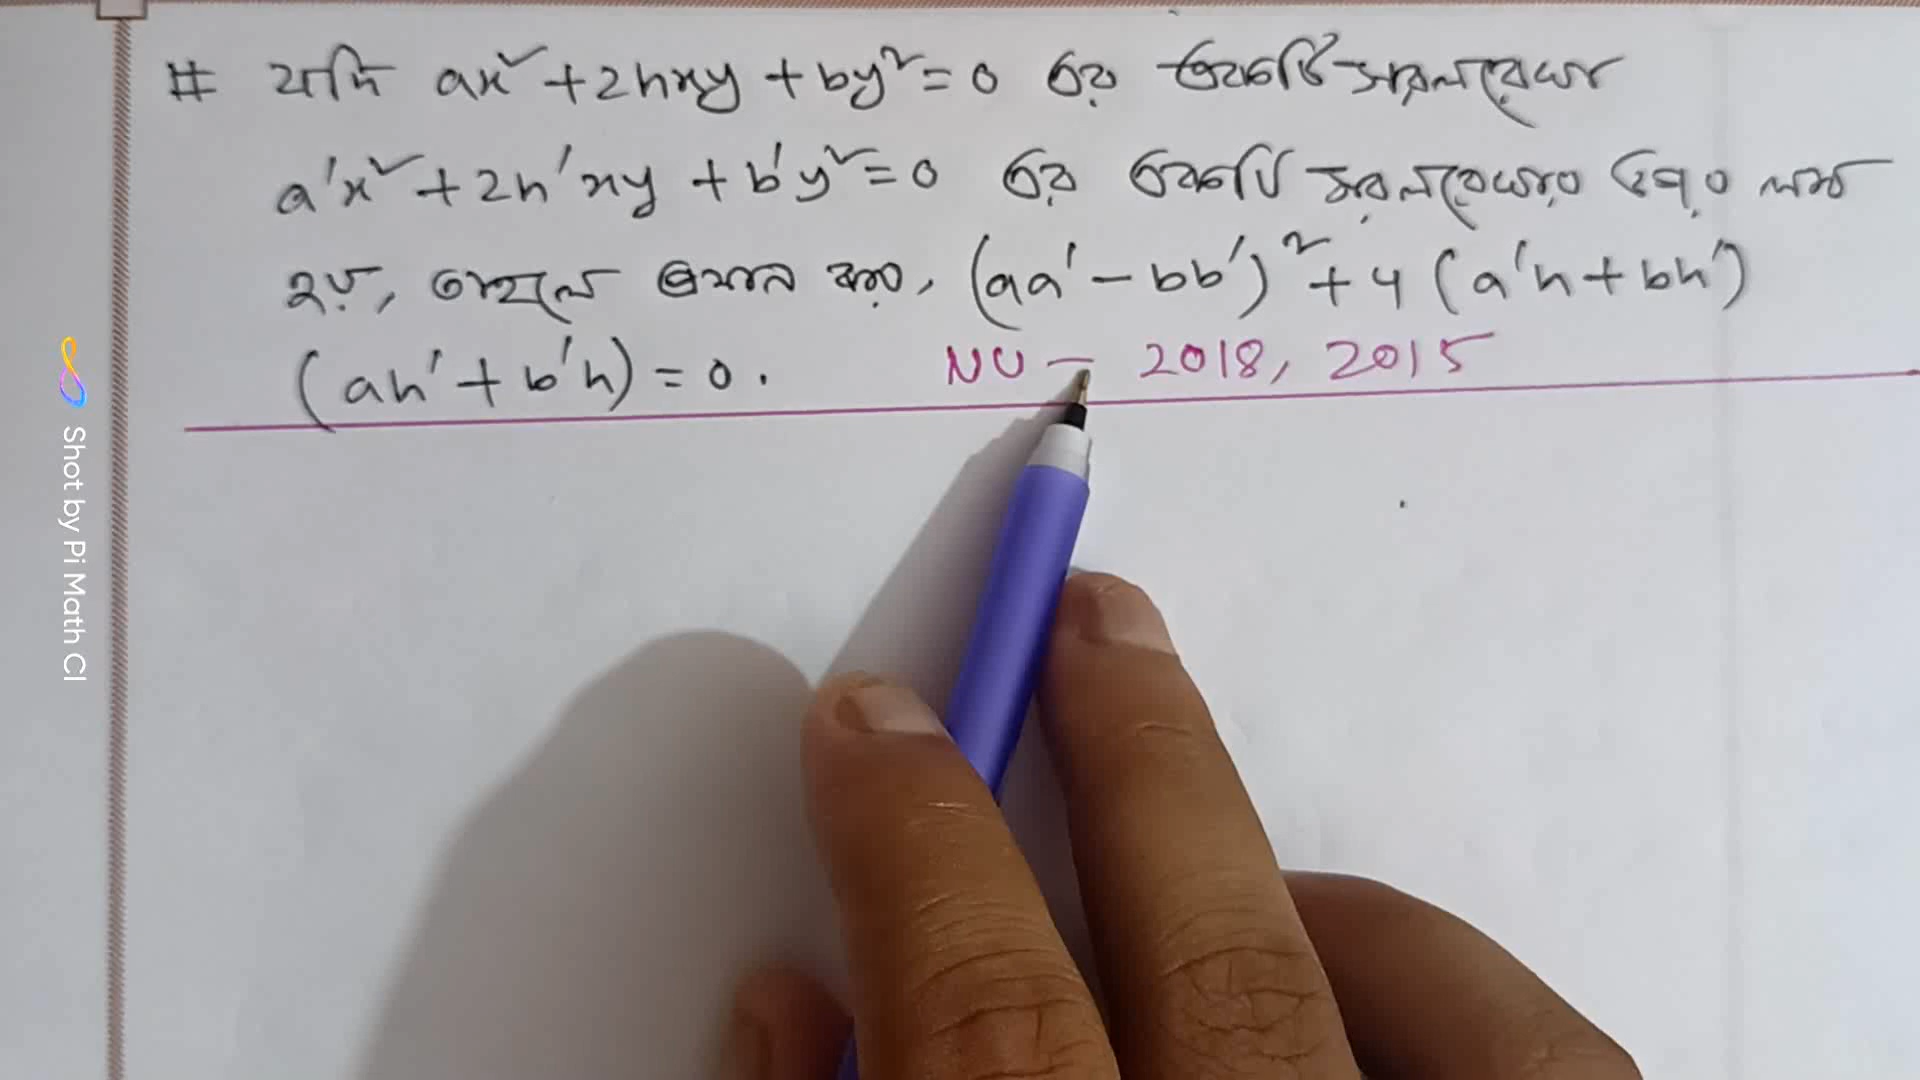 # যদি ax² + 2hxy + by² = 0 এর একটি সরলরেখা
a'x² + 2h'xy + b'y² = 0 এর একটি সরলরেখার উপর লম্ব
হয়, তাহলে প্রমান কর, (aa' - bb')² + 4 (a'h + bh')
(ah' + b'h) = 0.
NU - 2018, 2015
Shot by Pi Math Cl